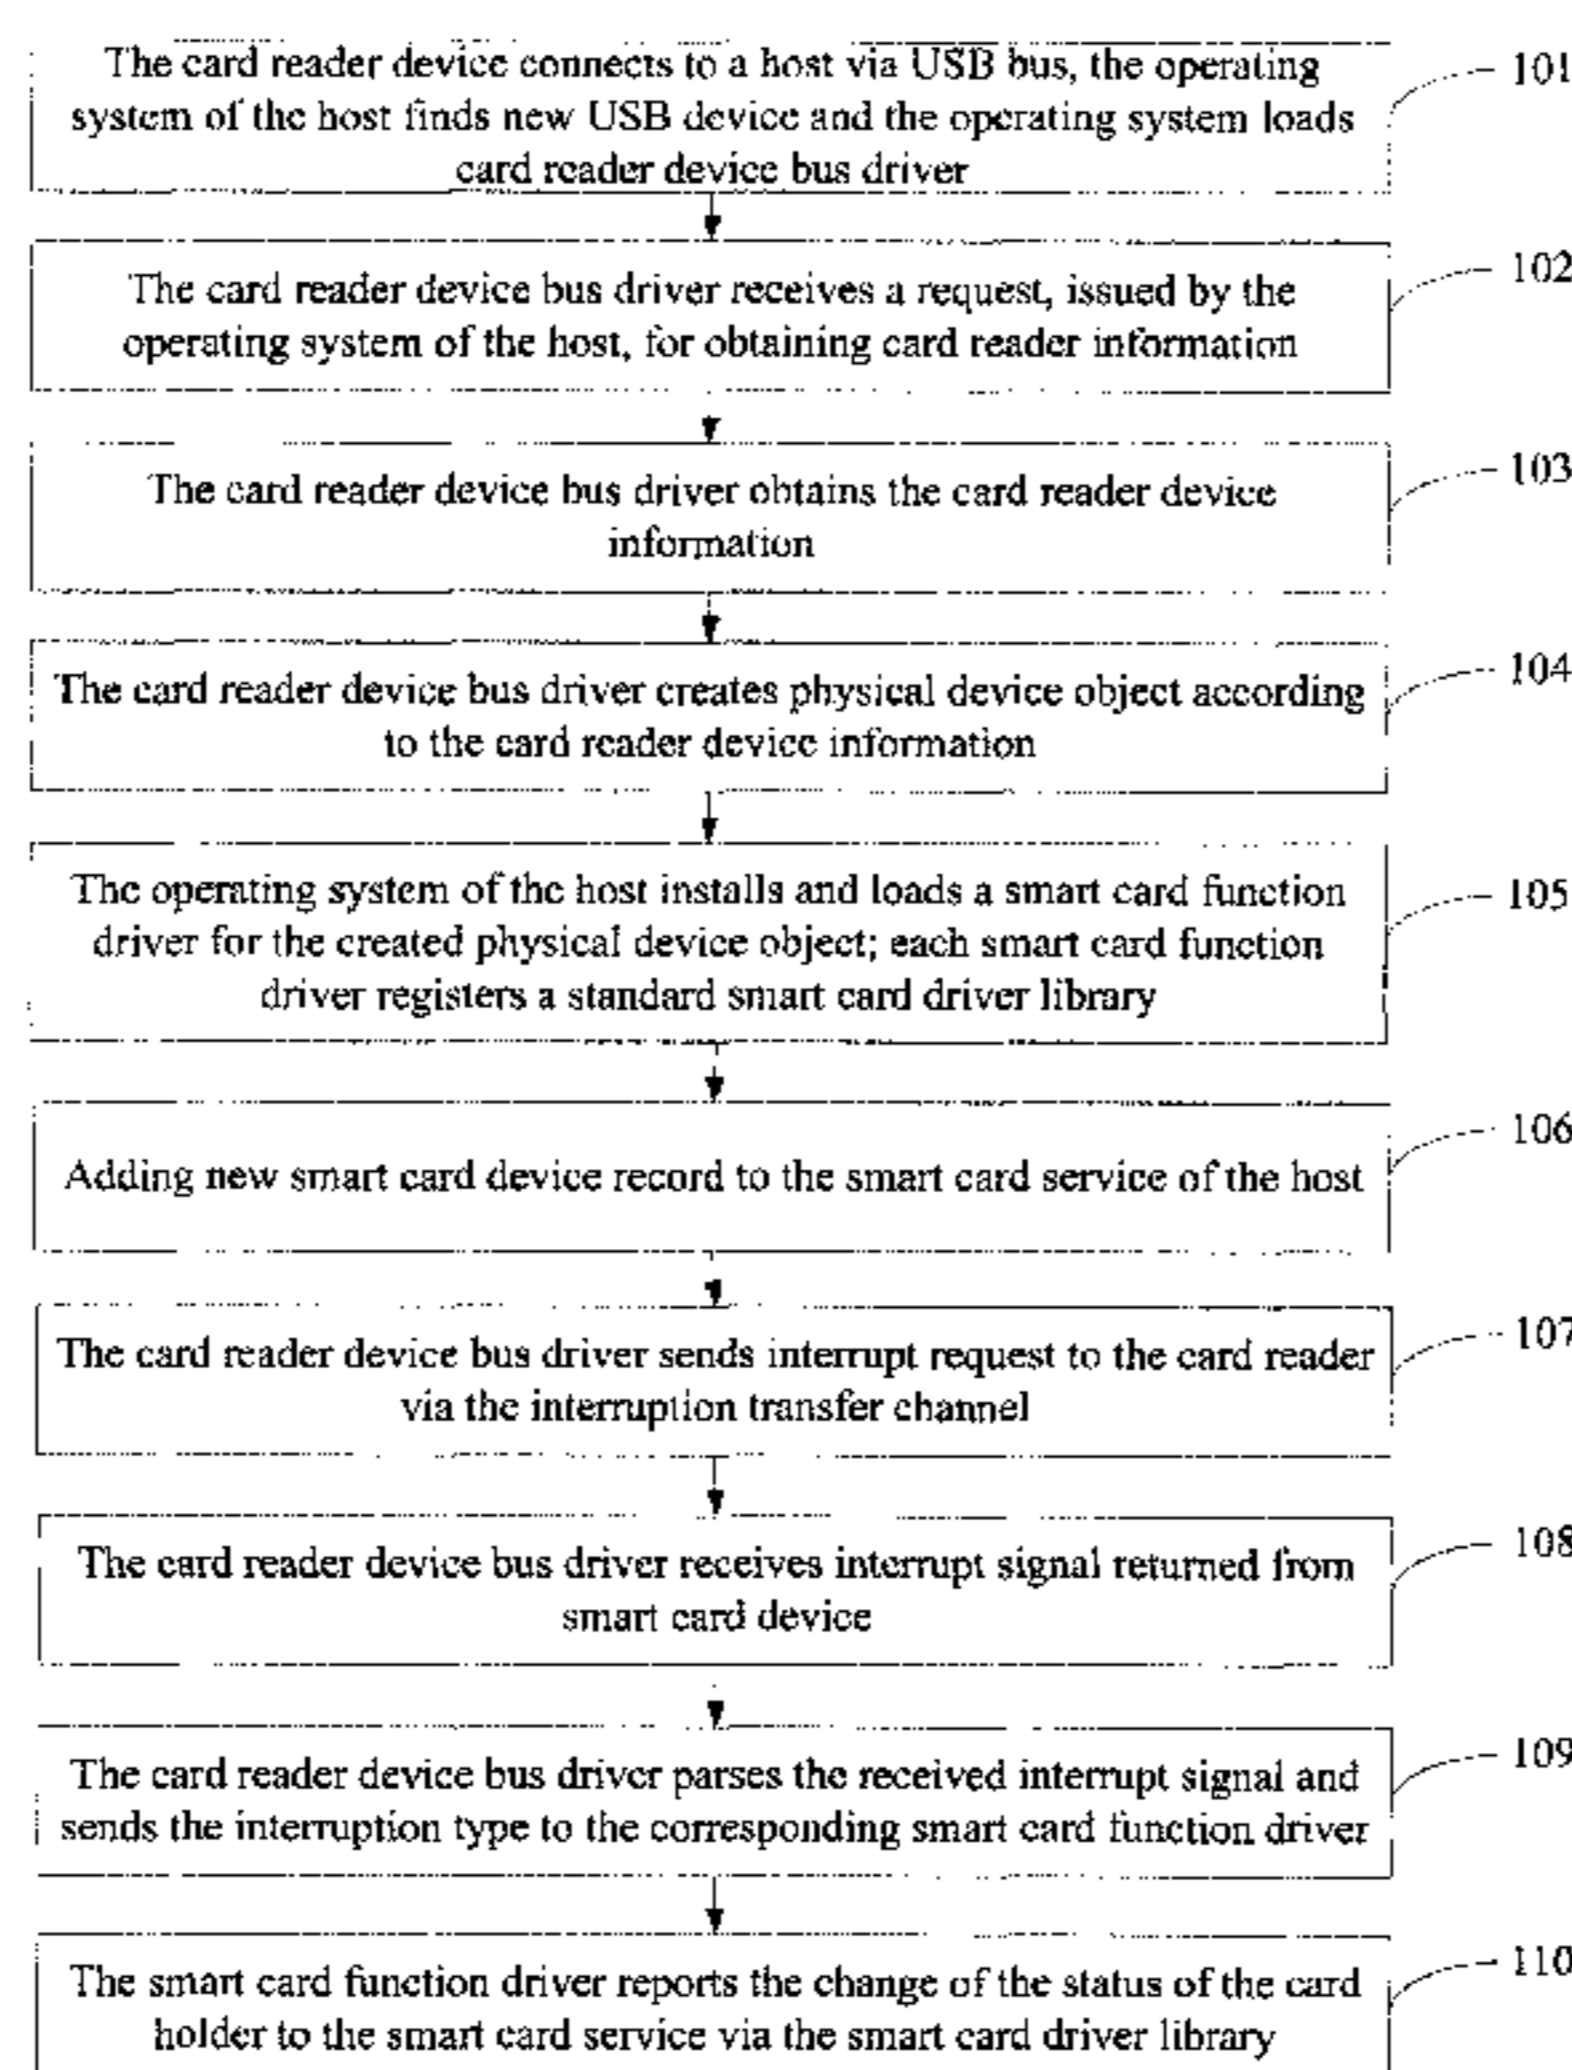 The card reader device connects to a host via USB bus, the operating
101
system of the host finds new USB device and the operating system loads
card reader device bus driver
102
The card reader device bus driver receives a request, issued by the
operating system of the host, for obtaining card reader information
103
The card reader device bus driver obtains the card reader device
information
104
The card reader device bus driver creates physical device object according
to the card reader device information
The operating system of the host installs and loads a smart card function
105
driver for the created physical device object; each smart card function
driver registers a standard smart card driver library
106
Adding new smart card device record to the smart card service of the host
107
The card reader device bus driver sends interrupt request to the card reader
via the interruption transfer channel
108
The card reader device bus driver receives interrupt signal returned from
smart card device
109
The card reader device bus driver parses the received interrupt signal and
sends the interruption type to the corresponding smart card function driver
110
The smart card function driver reports the change of the status of the card
holder to the smart card service via the smart card driver library